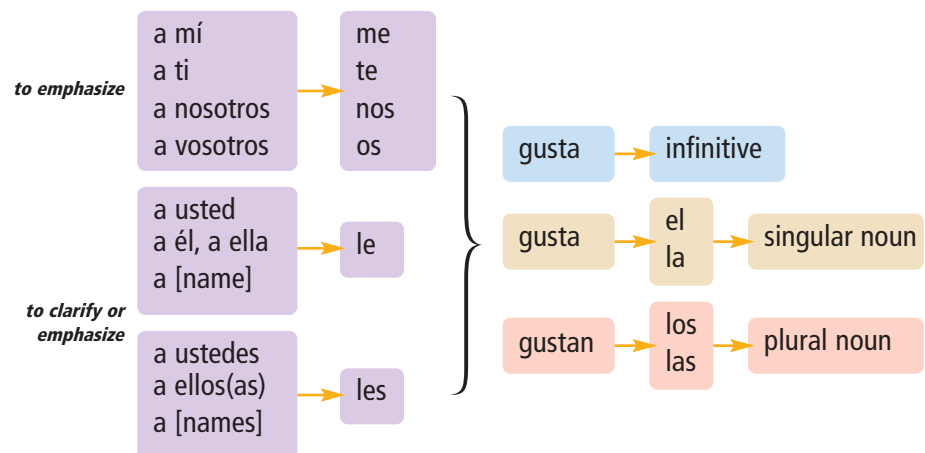 to emphasize
a mí
a ti
a nosotros
a vosotros
me
te
nos
os
to clarify or
emphasize
a usted
a él, a ella
a [name]
le
a ustedes
a ellos(as)
a [names]
les
gusta
infinitive
gusta
el
la
singular noun
gustan
los
las
plural noun